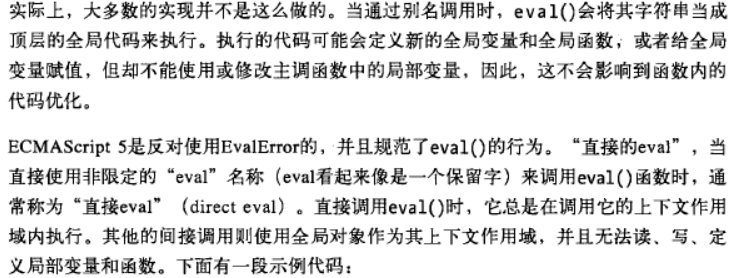 实际上，大多数的实现并不是这么做的。当通过别名调用时，eval()会将其字符串当成
顶层的全局代码来执行。执行的代码可能会定义新的全局变量和全局函数，或者给全局
变量赋值，但却不能使用或修改主调函数中的局部变量，因此，这不会影响到函数内的
代码优化。
ECMAScript 5是反对使用EvalError的，并且规范了eval()的行为。“直接的eval”，当
直接使用非限定的“eval”名称（eval看起来像是一个保留字）来调用eval()函数时，通
常称为“直接eval”（direct eval）。直接调用eval()时，它总是在调用它的上下文作用
域内执行。其他的间接调用则使用全局对象作为其上下文作用域，并且无法读、写、定
义局部变量和函数。下面有一段示例代码：